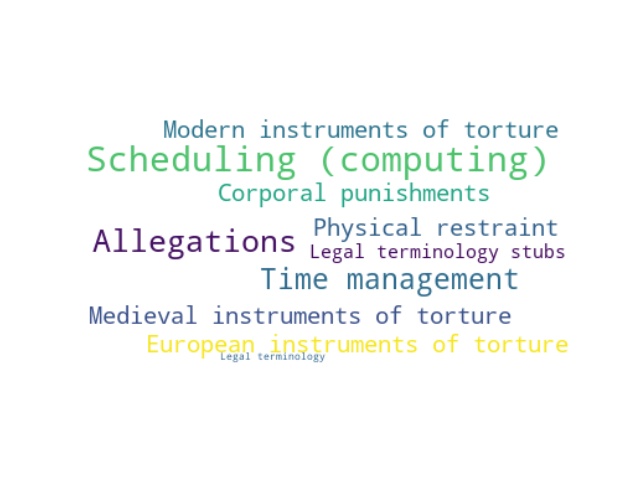 Modern instruments of torture
Scheduling (computing)
Corporal punishments
Physical restraint
Allegations
Legal terminology stubs
Time management
Medieval instruments of torture
European instruments of torture
Legal terminology